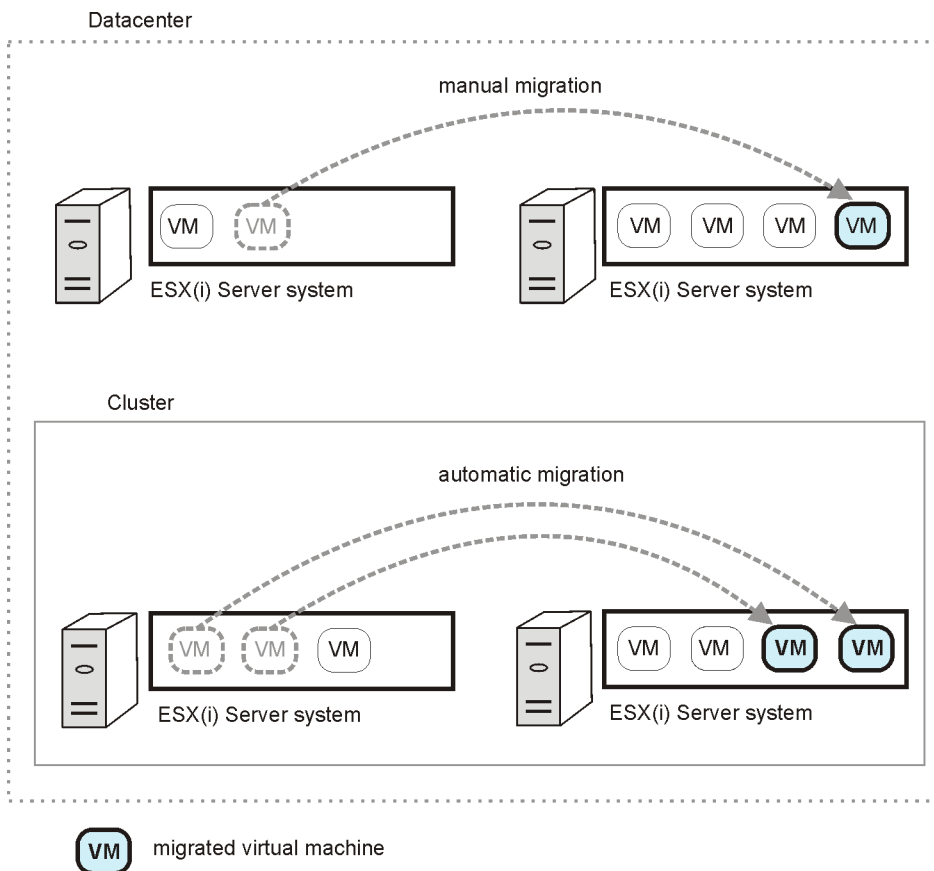 Datacenter
manual migration
VM VM VM VM VM VM
ESX(i) Server system ESX(i) Server system
Cluster
automatic migration
VM VM VM VM VM VM VM
ESX(i) Server system ESX(i) Server system
VM migrated virtual machine